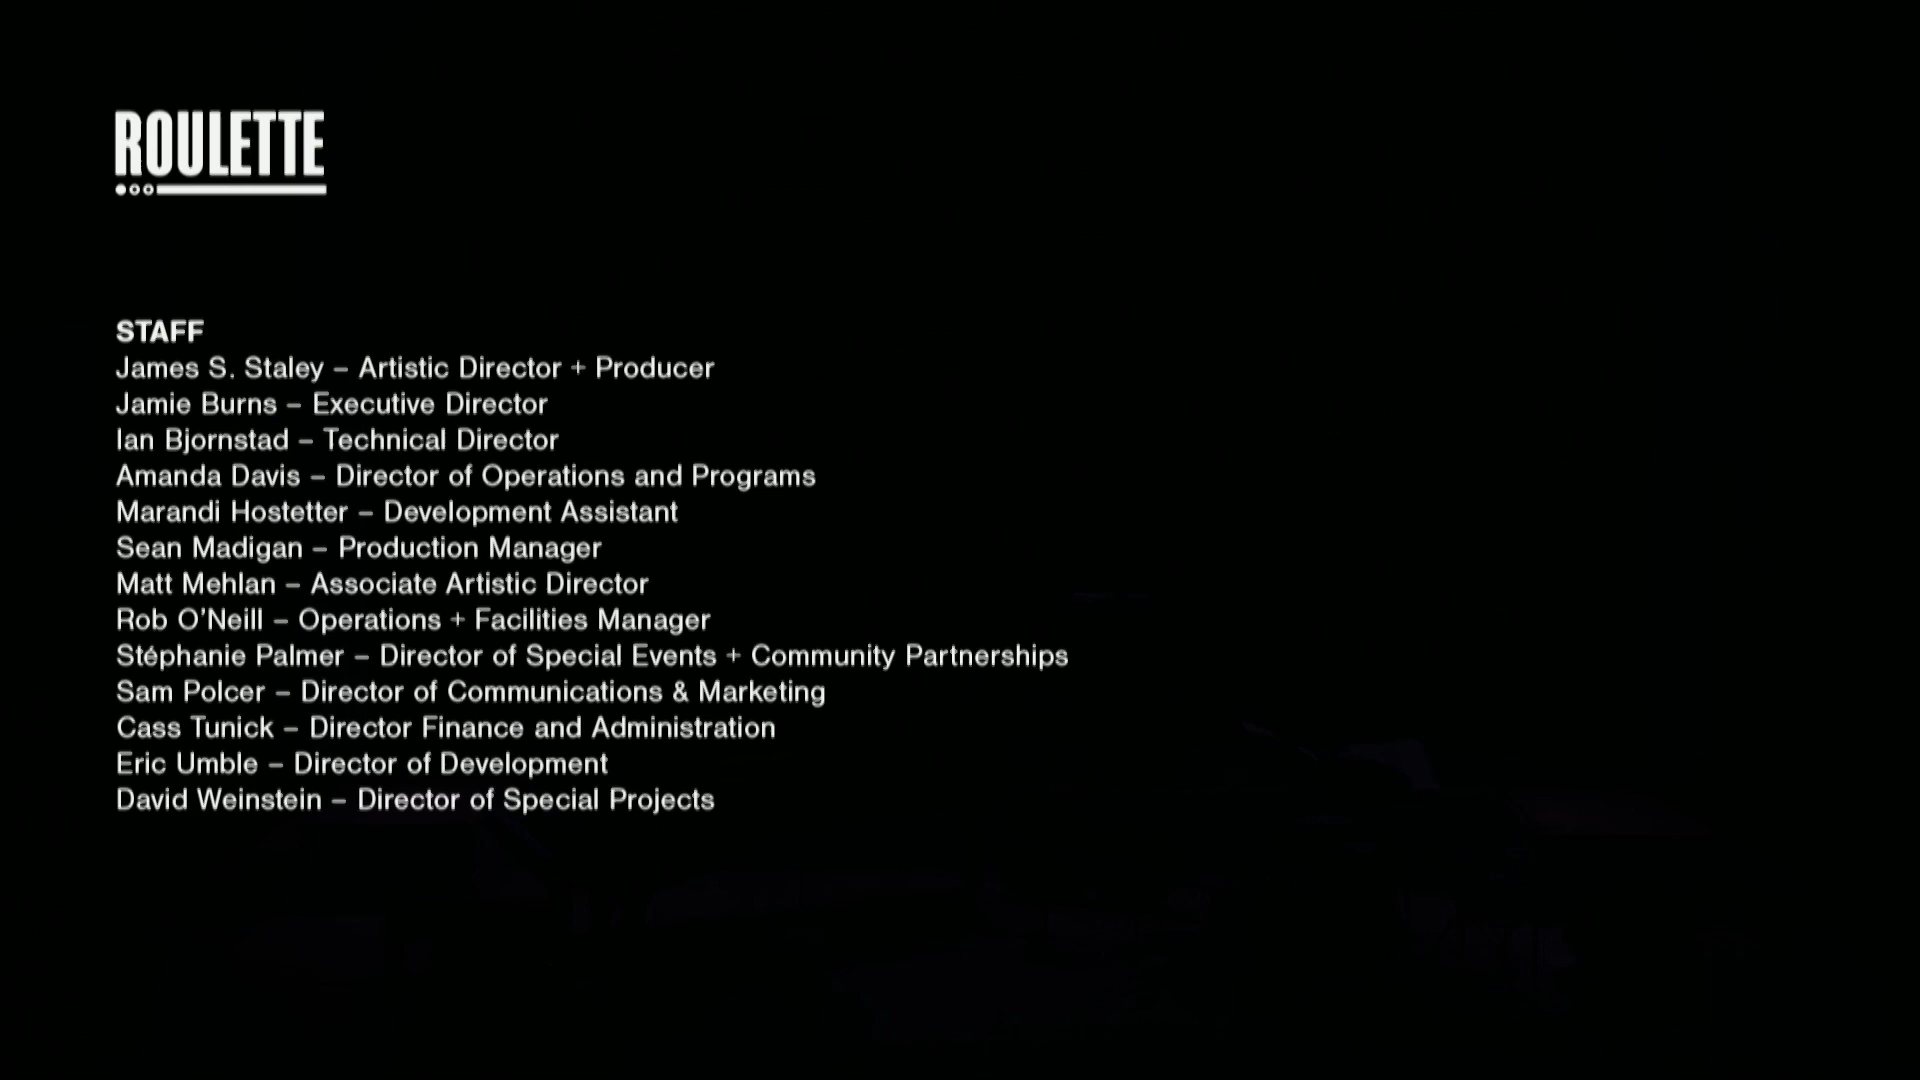 ROULETTE
STAFF
James S. Staley – Artistic Director + Producer
Jamie Burns – Executive Director
Ian Bjornstad – Technical Director
Amanda Davis – Director of Operations and Programs
Marandi Hostetter – Development Assistant
Sean Madigan – Production Manager
Matt Mehlan – Associate Artistic Director
Rob O’Neill – Operations + Facilities Manager
Stéphanie Palmer – Director of Special Events + Community Partnerships
Sam Polcer – Director of Communications & Marketing
Cass Tunick – Director Finance and Administration
Eric Umble – Director of Development
David Weinstein – Director of Special Projects